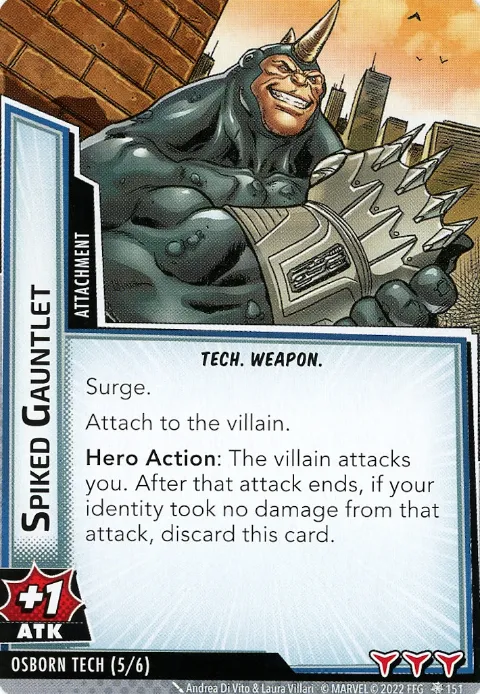 ATTACHMENT
SPIKED GAUNTLET
TECH. WEAPON.
Surge.
Attach to the villain.
Hero Action: The villain attacks
you. After that attack ends, if your
identity took no damage from that
attack, discard this card.
+1
ATK
OSBORN TECH (5/6)
Andrea Di Vito & Laura Villari © MARVEL © 2022 FFG 151